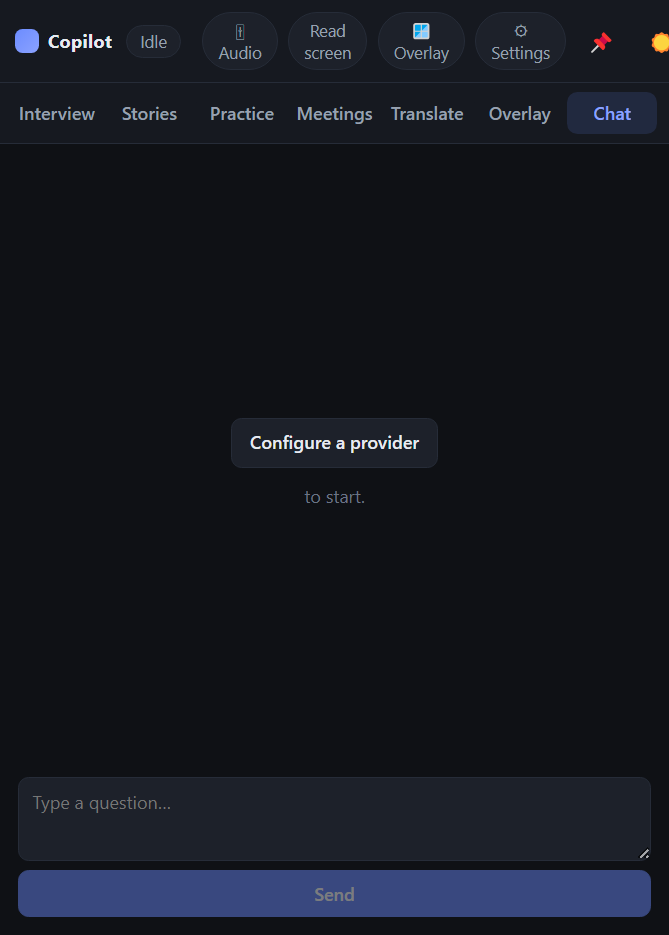 Copilot
Idle
Audio
Read
screen
Overlay
Settings
Interview
Stories
Practice
Meetings
Translate
Overlay
Chat
Configure a provider
to start.
Type a question...
Send